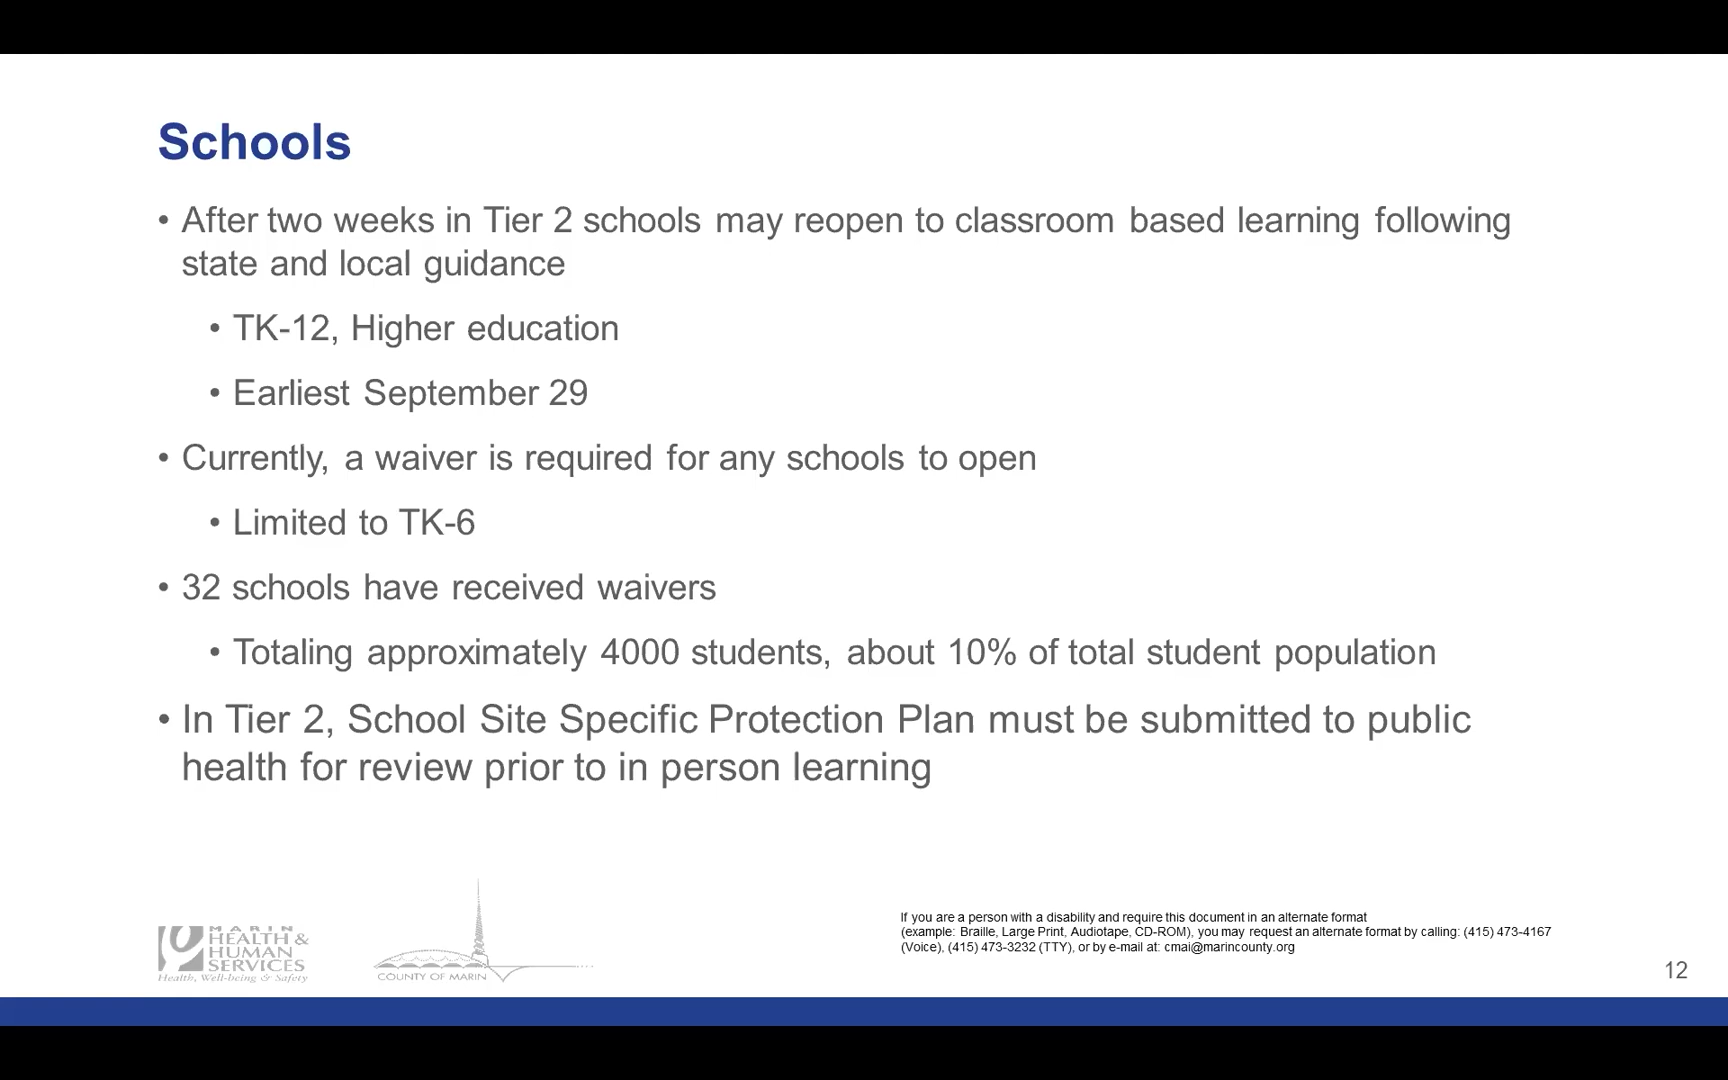 Schools
• After two weeks in Tier 2 schools may reopen to classroom based learning following
state and local guidance
• TK-12, Higher education
• Earliest September 29
• Currently, a waiver is required for any schools to open
• Limited to TK-6
• 32 schools have received waivers
• Totaling approximately 4000 students, about 10% of total student population
• In Tier 2, School Site Specific Protection Plan must be submitted to public
health for review prior to in person learning
MARIN
HEALTH &
HUMAN
SERVICES
Health, Well-being & Safety
COUNTY OF MARIN
If you are a person with a disability and require this document in an alternate format
(example: Braille, Large Print, Audiotape, CD-ROM), you may request an alternate format by calling: (415) 473-4167
(Voice), (415) 473-3232 (TTY), or by e-mail at: cmai@marincounty.org
12